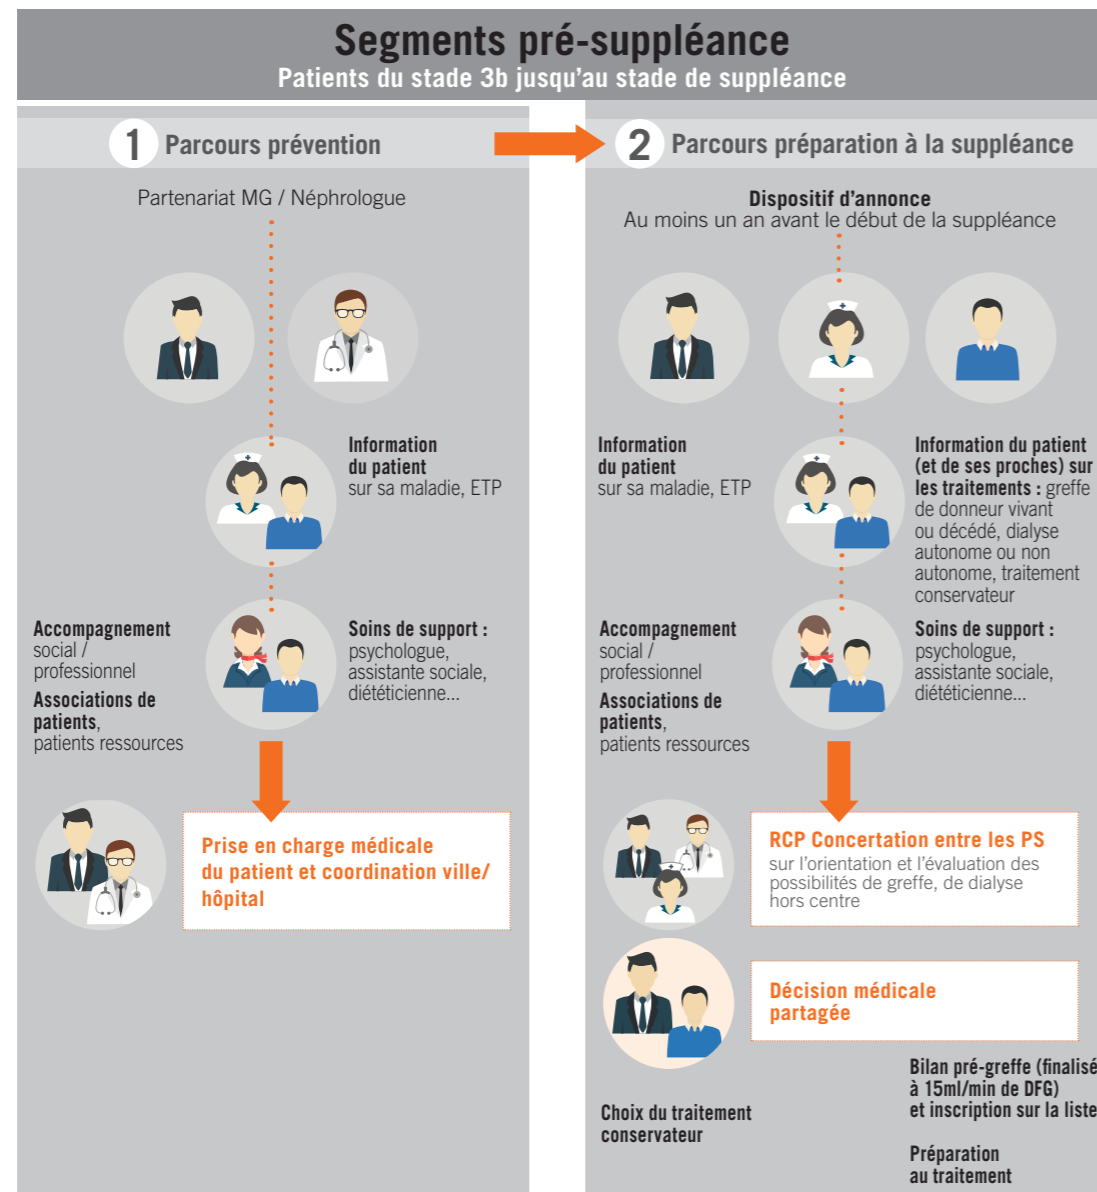 Segments pré-suppléance
Patients du stade 3b jusqu'au stade de suppléance
1 Parcours prévention
Partenariat MG / Néphrologue
Information
du patient
sur sa maladie, ETP
Accompagnement
social /
professionnel
Associations de
patients,
patients ressources
Soins de support :
psychologue,
assistante sociale,
diététicienne...
Prise en charge médicale
du patient et coordination ville/
hôpital
2 Parcours préparation à la suppléance
Dispositif d'annonce
Au moins un an avant le début de la suppléance
Information
du patient
sur sa maladie, ETP
Information du patient
(et de ses proches) sur
les traitements : greffe
de donneur vivant
ou décédé, dialyse
autonome ou non
autonome, traitement
conservateur
Accompagnement
social /
professionnel
Associations de
patients,
patients ressources
Soins de support :
psychologue,
assistante sociale,
diététicienne...
RCP Concertation entre les PS
sur l'orientation et l'évaluation des
possibilités de greffe, de dialyse
hors centre
Décision médicale
partagée
Choix du traitement
conservateur
Bilan pré-greffe (finalisé
à 15ml/min de DFG)
et inscription sur la liste
Préparation
au traitement